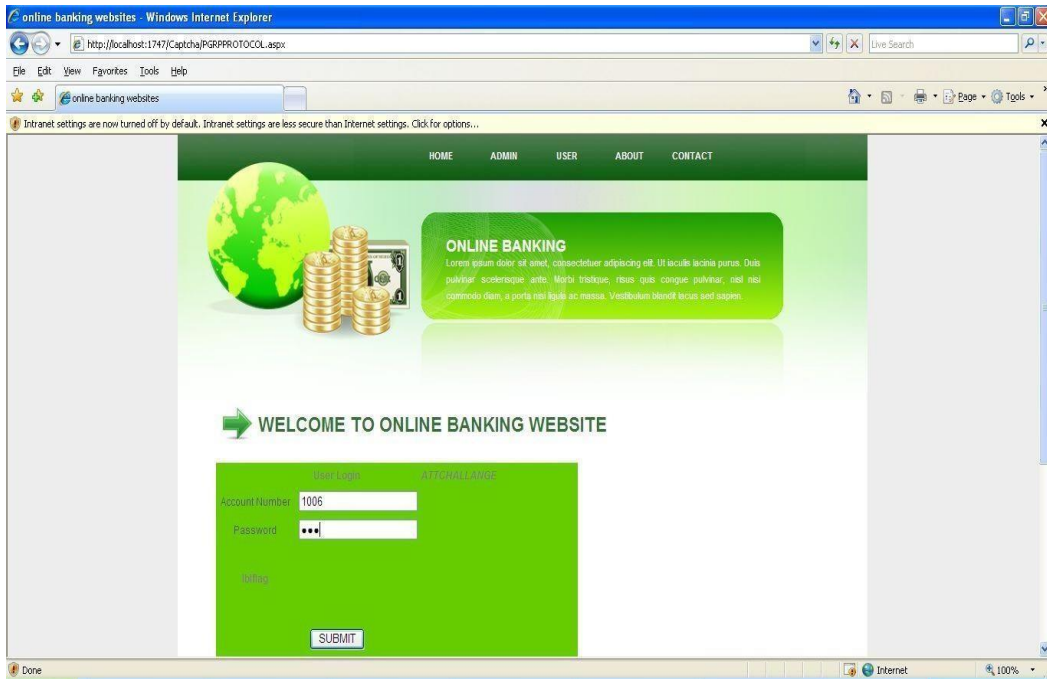 online banking websites - Windows Internet Explorer
http://localhost:1747/Captcha/PGRPPROTOCOL.aspx
Live Search
File Edit View Favorites Tools Help
online banking websites
Page Tools
Intranet settings are now turned off by default. Intranet settings are less secure than Internet settings. Click for options...
HOME ADMIN USER ABOUT CONTACT
ONLINE BANKING
Lorem ipsum dolor sit amet, consectetuer adipiscing elit. Ut iaculis lacinia purus. Duis
pulvinar scelerisque ante. Morbi tristique, risus quis congue pulvinar, nisl nisi
commodo diam, a porta nisl ligula ac massa. Vestibulum blandit lacus sed sapien.
WELCOME TO ONLINE BANKING WEBSITE
User Login ATTCHALLANGE
Account Number 1006
Password •••
lblflag
SUBMIT
Done Internet 100%